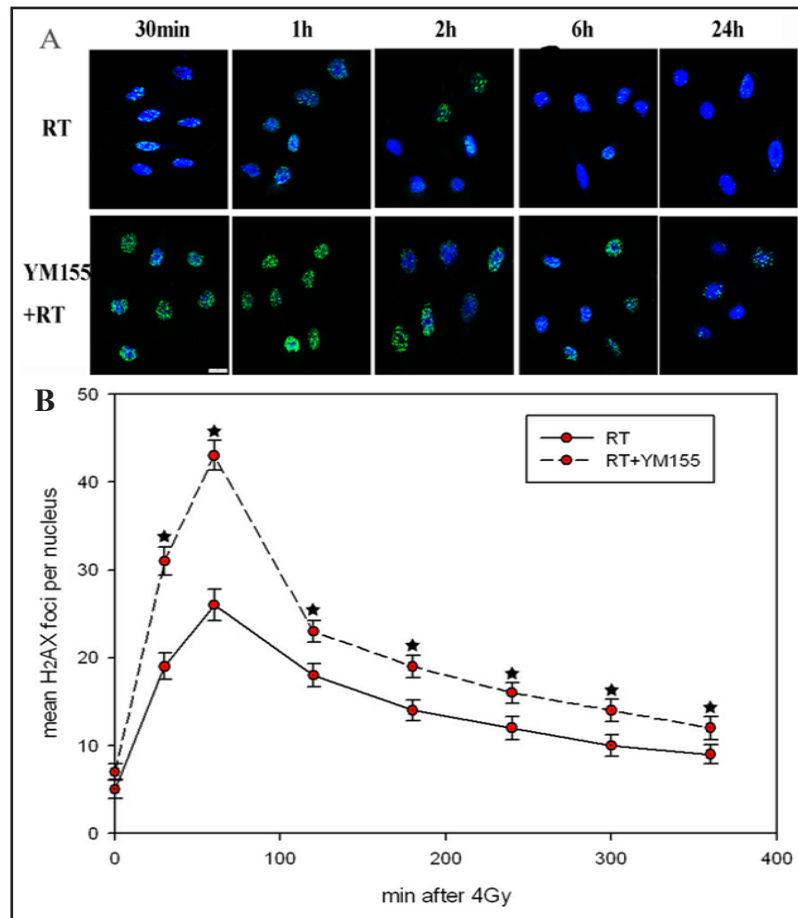 A
30min 1h 2h 6h 24h
RT
YM155
+RT
B
50
40
30
20
10
0
mean H2AX foci per nucleus
RT
RT+YM155
0 100 200 300 400
min after 4Gy